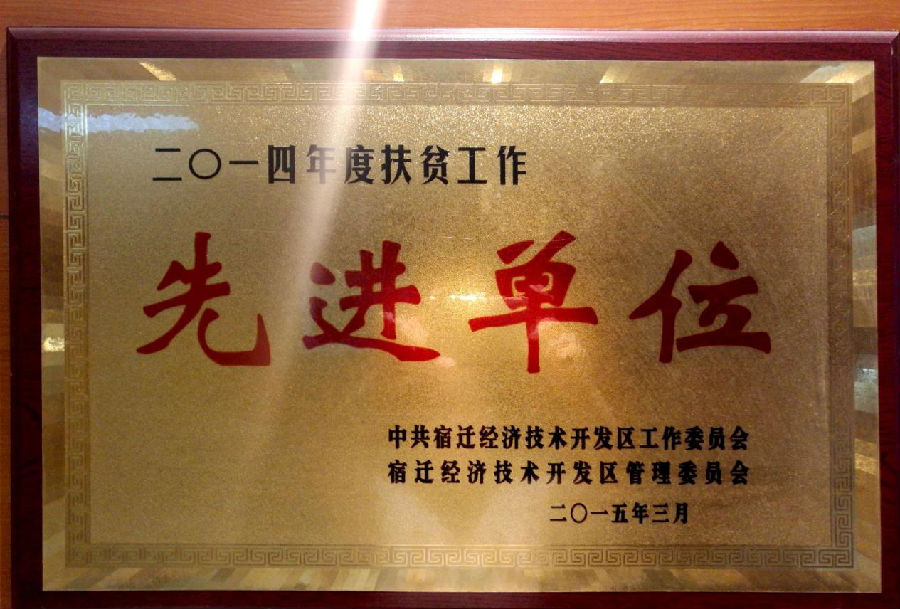 二〇一四年度扶贫工作
先进单位
中共宿迁经济技术开发区工作委员会
宿迁经济技术开发区管理委员会
二〇一五年三月